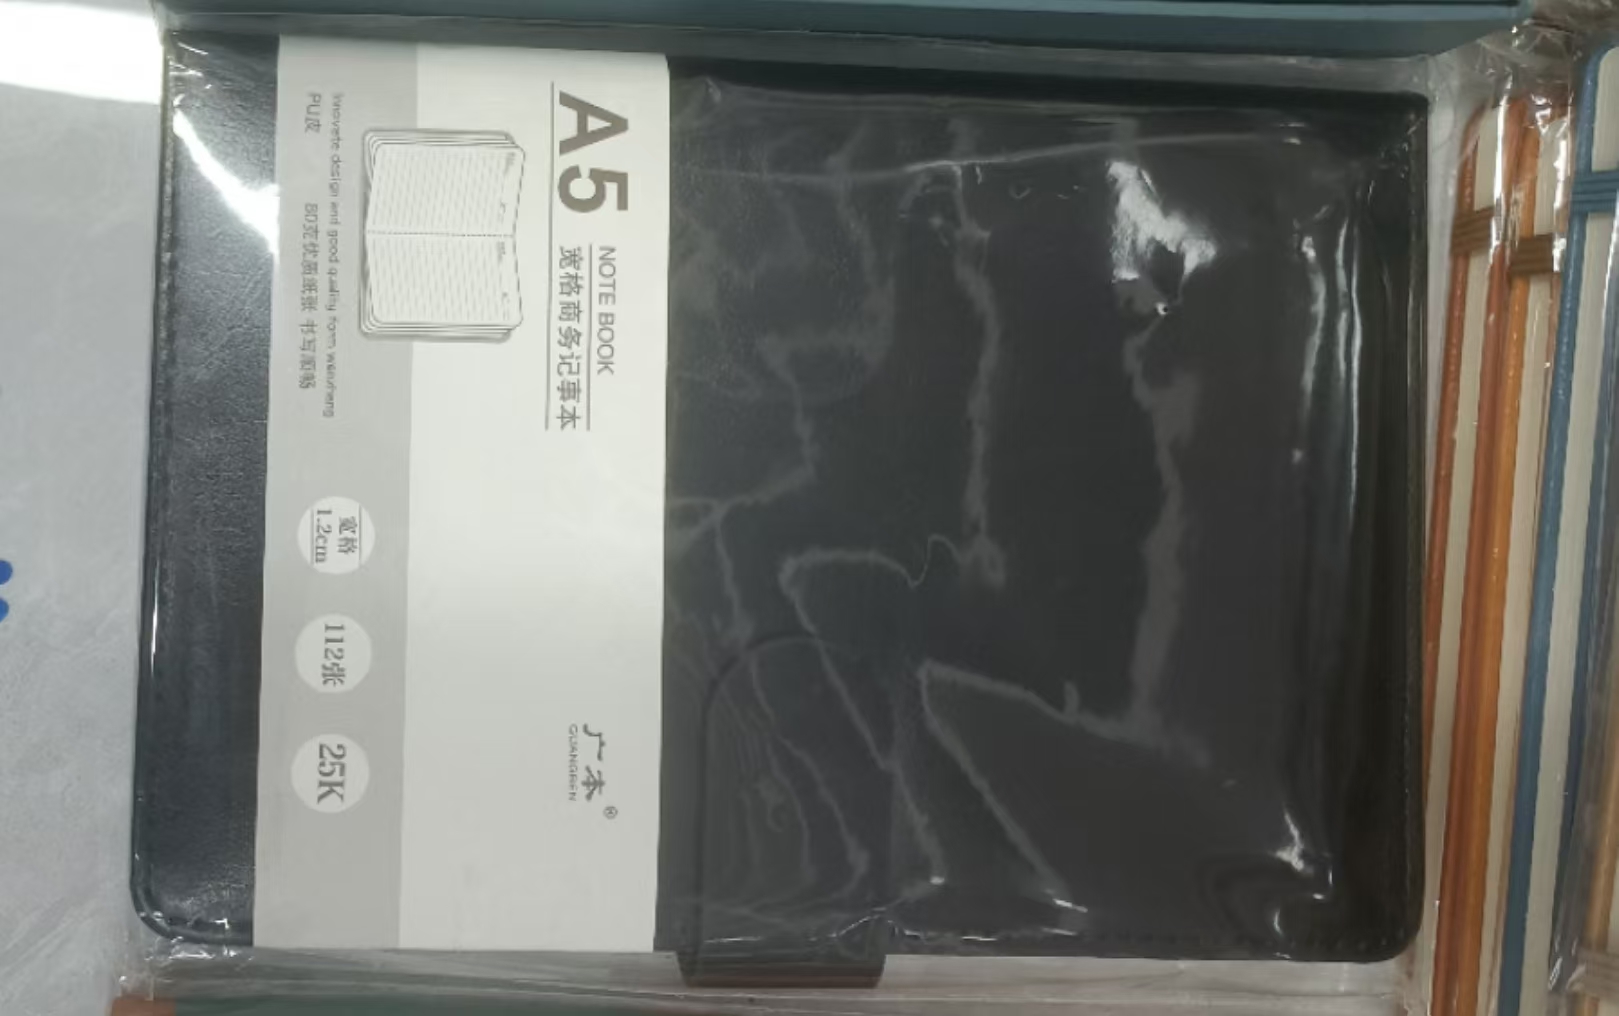 A5
NOTE BOOK
宽格商务记事本
Innovate design and good quality from wenzheng
PU皮
80克优质纸张 书写顺畅
宽格
1.2cm
112张
25K
广本®
GUANGBEN